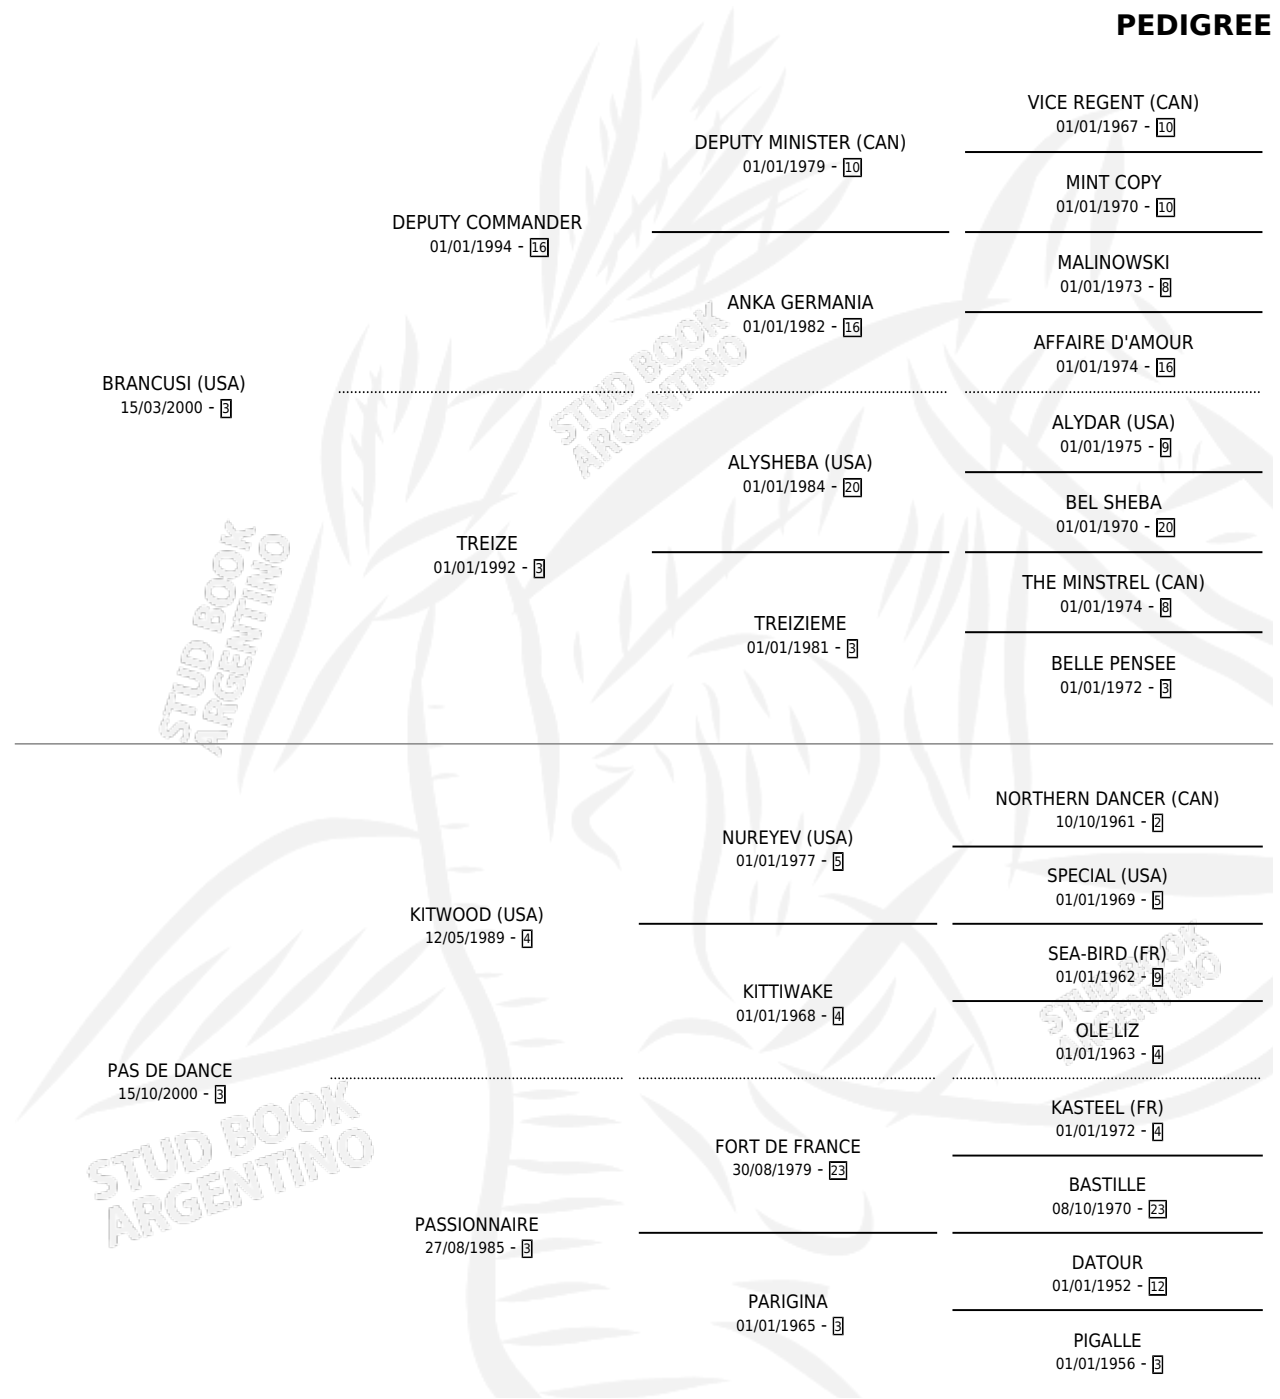 PEDIGREE
VICE REGENT (CAN)
01/01/1967 - 10
DEPUTY MINISTER (CAN)
01/01/1979 - 10
MINT COPY
01/01/1970 - 10
DEPUTY COMMANDER
01/01/1994 - 16
MALINOWSKI
01/01/1973 - 8
ANKA GERMANIA
01/01/1982 - 16
AFFAIRE D'AMOUR
01/01/1974 - 16
BRANCUSI (USA)
15/03/2000 - 3
ALYDAR (USA)
01/01/1975 - 9
ALYSHEBA (USA)
01/01/1984 - 20
BEL SHEBA
01/01/1970 - 20
TREIZE
01/01/1992 - 3
THE MINSTREL (CAN)
01/01/1974 - 8
TREIZIEME
01/01/1981 - 3
BELLE PENSEE
01/01/1972 - 3
NORTHERN DANCER (CAN)
10/10/1961 - 2
NUREYEV (USA)
01/01/1977 - 5
SPECIAL (USA)
01/01/1969 - 5
KITWOOD (USA)
12/05/1989 - 4
SEA-BIRD (FR)
01/01/1962 - 9
KITTIWAKE
01/01/1968 - 4
OLE LIZ
01/01/1963 - 4
PAS DE DANCE
15/10/2000 - 3
KASTEEL (FR)
01/01/1972 - 4
FORT DE FRANCE
30/08/1979 - 23
BASTILLE
08/10/1970 - 23
PASSIONNAIRE
27/08/1985 - 3
DATOUR
01/01/1952 - 12
PARIGINA
01/01/1965 - 3
PIGALLE
01/01/1956 - 3
STUD BOOK
ARGENTINO
STUD BOOK
ARGENTINO
STUD BOOK
ARGENTINO
STUD BOOK
ARGENTINO